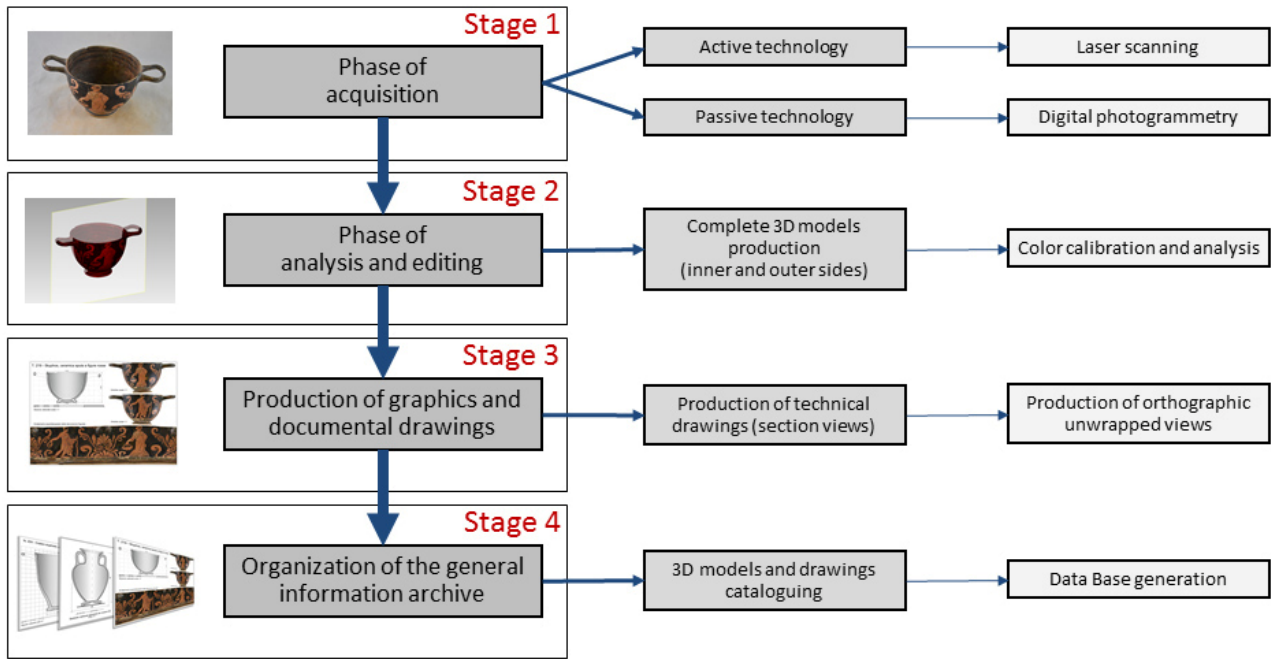 Stage 1
Phase of
acquisition
Active technology
Laser scanning
Passive technology
Digital photogrammetry
Stage 2
Phase of
analysis and editing
Complete 3D models
production
(inner and outer sides)
Color calibration and analysis
Stage 3
Production of graphics and
documental drawings
Production of technical
drawings (section views)
Production of orthographic
unwrapped views
Stage 4
Organization of the general
information archive
3D models and drawings
cataloguing
Data Base generation